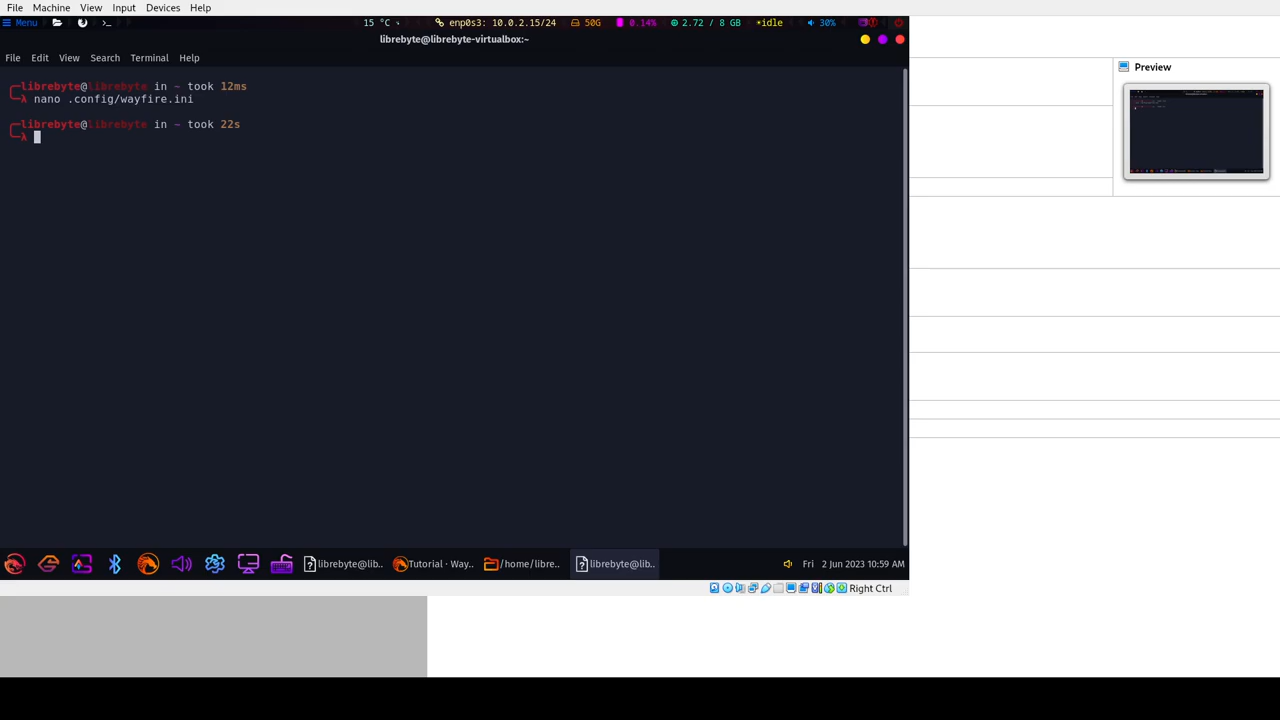 File Machine View Input Devices Help
Menu 15 °C enp0s3: 10.0.2.15/24 50G 0.14% 2.72 / 8 GB *idle 30%
librebyte@librebyte-virtualbox:~
File Edit View Search Terminal Help
Preview
librebyte@librebyte in ~ took 12ms
λ nano .config/wayfire.ini
librebyte@librebyte in ~ took 22s
λ
librebyte@lib.. Tutorial · Way.. /home/libre.. librebyte@lib.. Fri 2 Jun 2023 10:59 AM
Right Ctrl